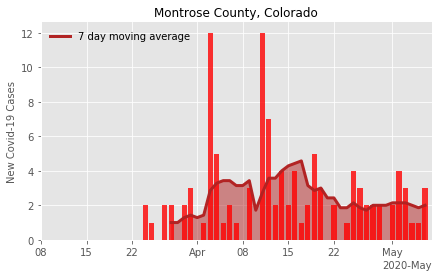 Montrose County, Colorado
7 day moving average
New Covid-19 Cases
12
10
8
6
4
2
0
08 15 22 Apr 08 15 22 May
2020-May